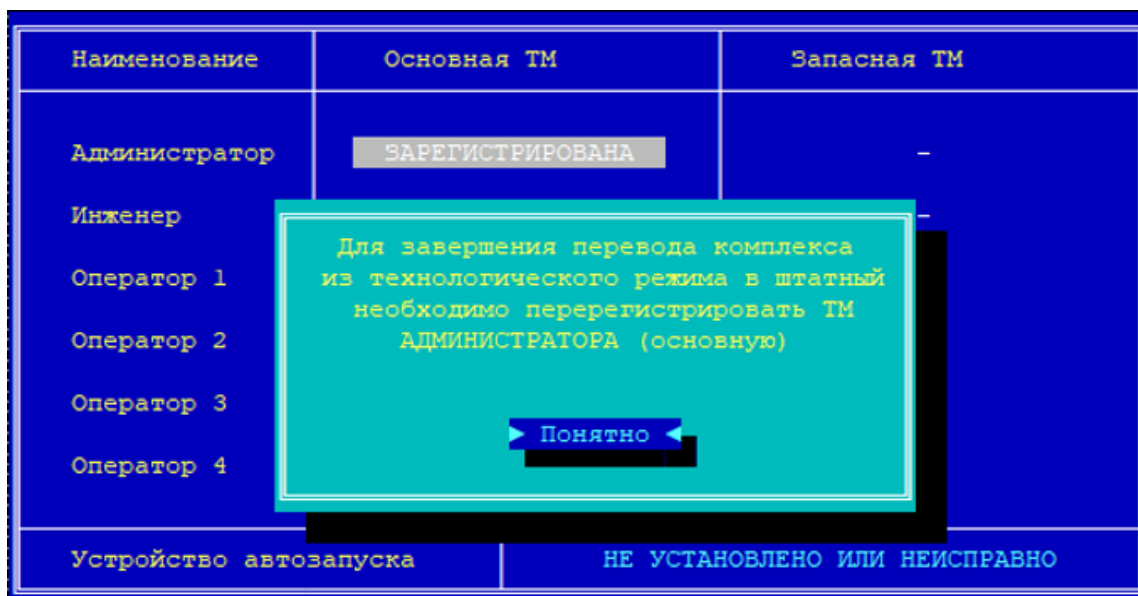 Наименование Основная ТМ Запасная ТМ
Администратор ЗАРЕГИСТРИРОВАНА –
Инженер –
Для завершения перевода комплекса
Оператор 1 из технологического режима в штатный
необходимо перерегистрировать ТМ
Оператор 2 АДМИНИСТРАТОРА (основную)
Оператор 3
► Понятно ◄
Оператор 4
Устройство автозапуска НЕ УСТАНОВЛЕНО ИЛИ НЕИСПРАВНО